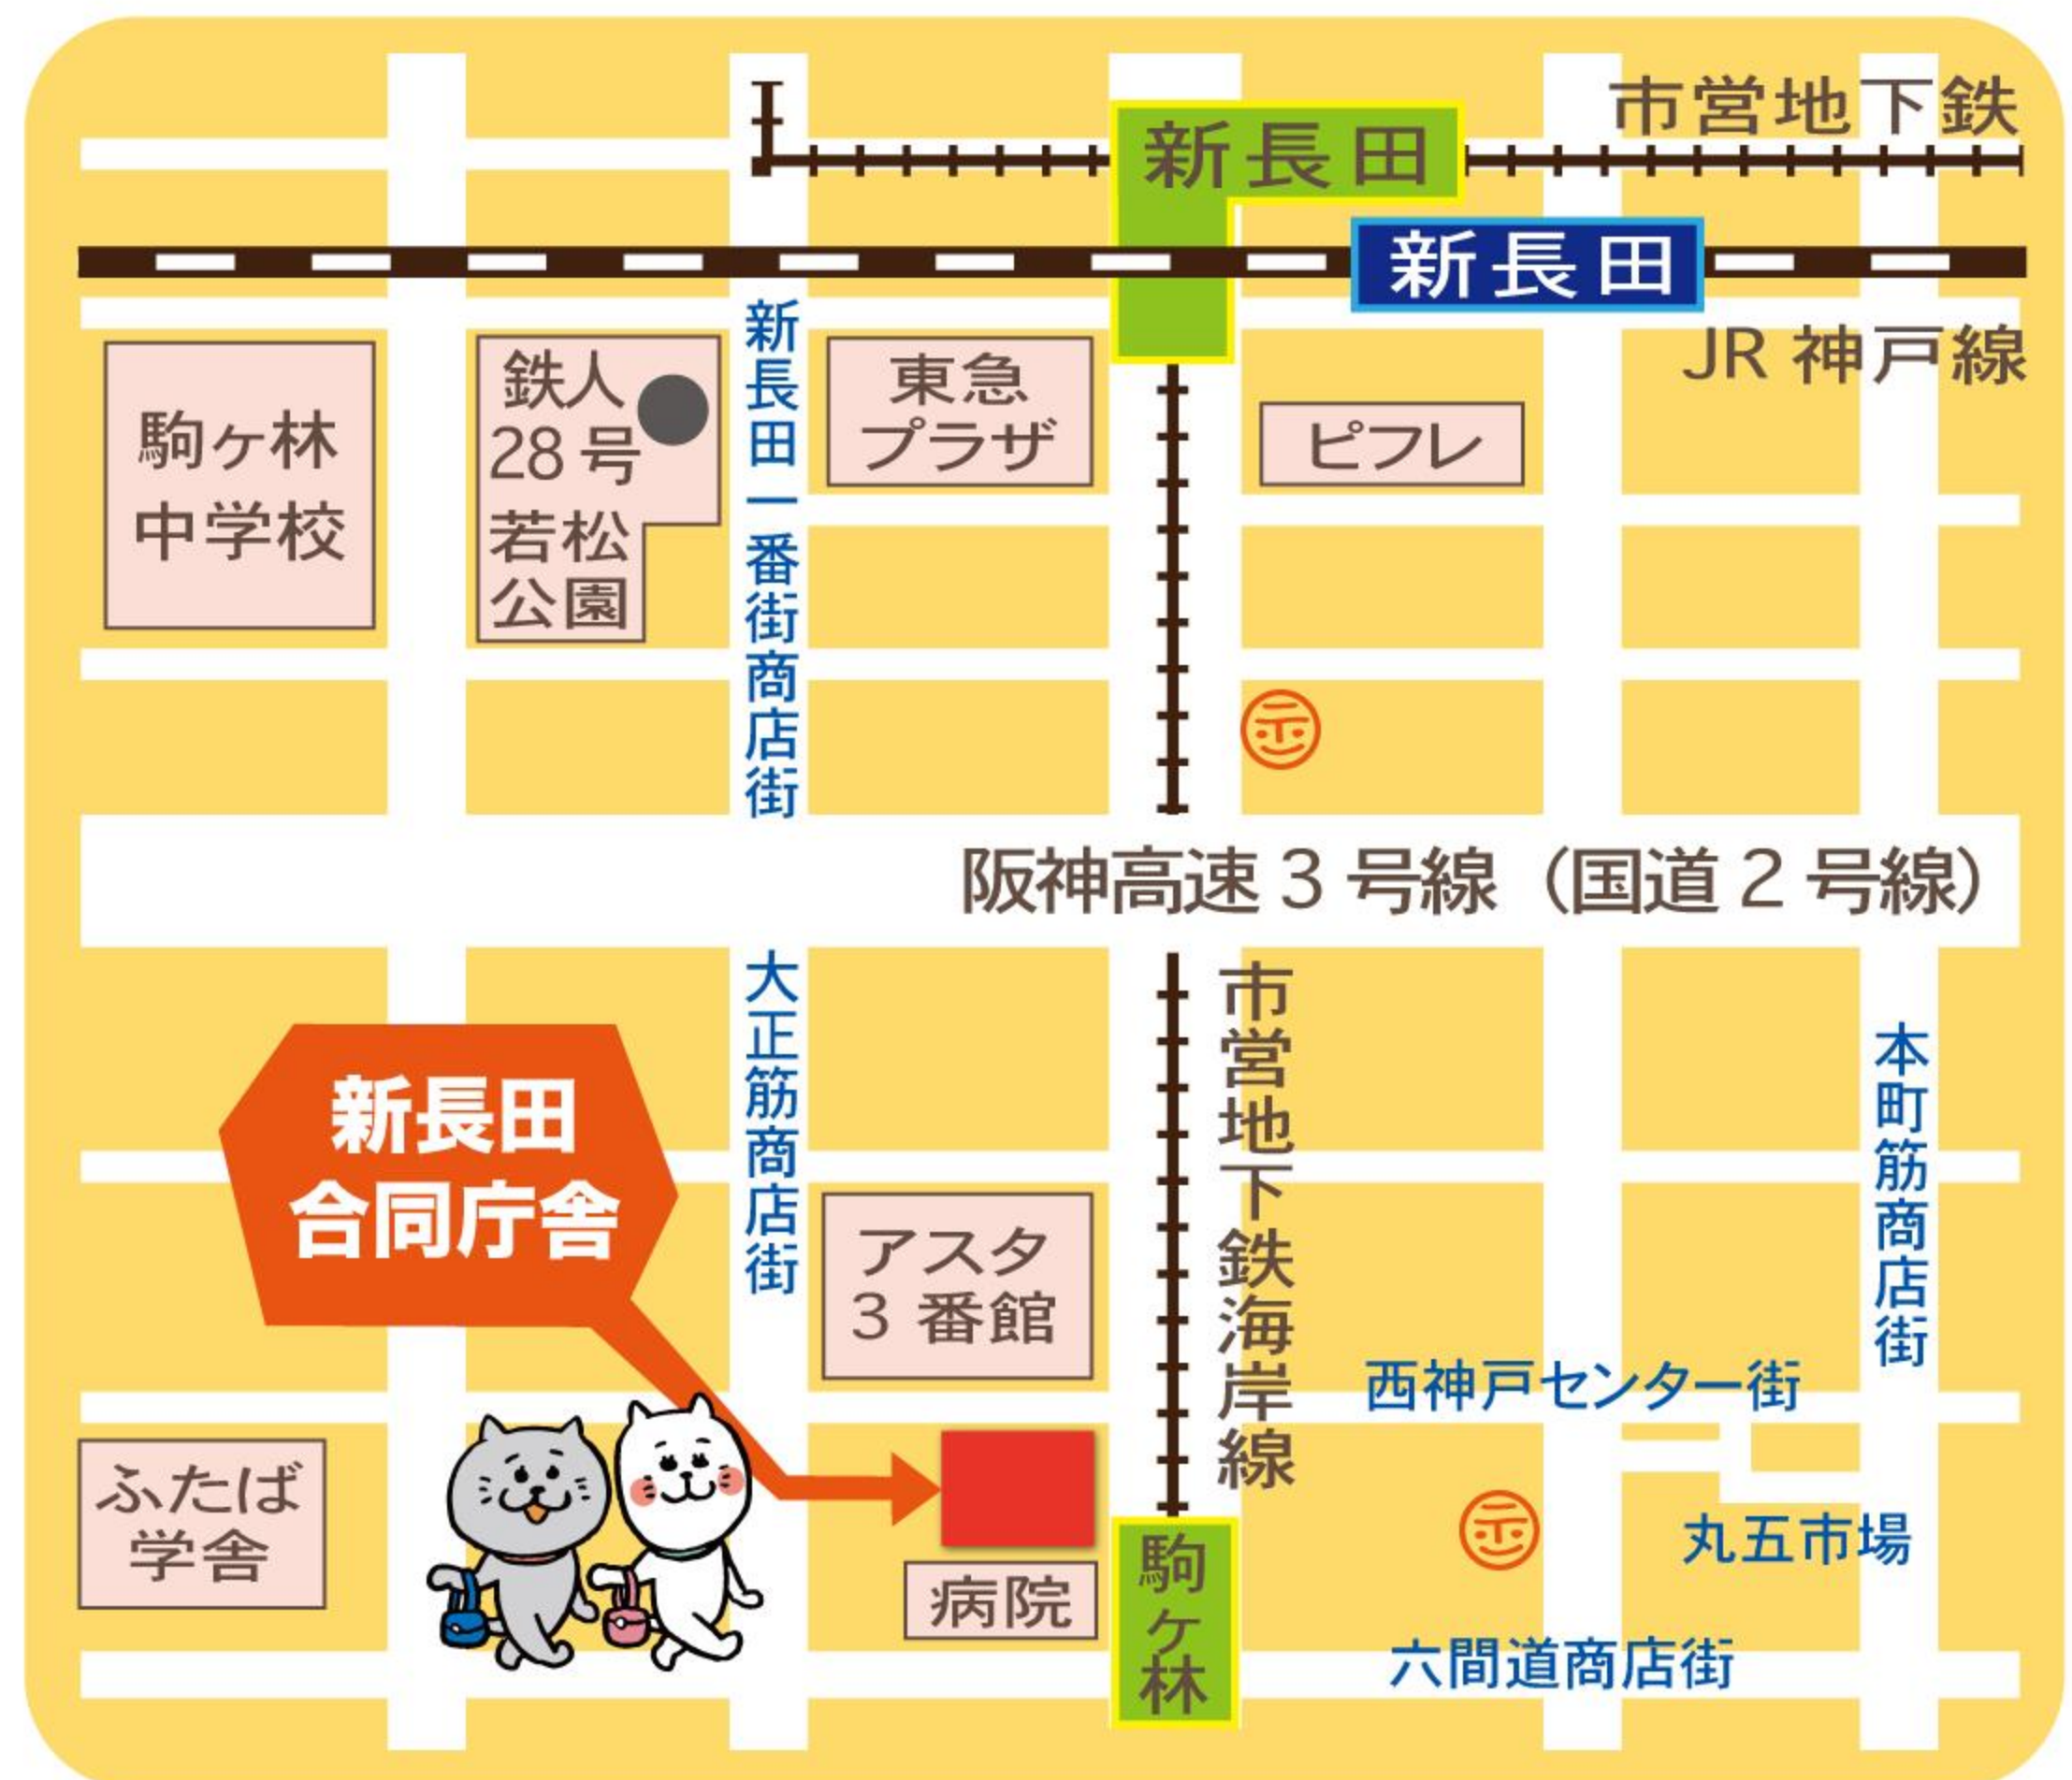 市営地下鉄
新長田
新長田
JR 神戸線
駒ヶ林
中学校
鉄人
28 号
若松
公園
新長田一番街商店街
東急
プラザ
ピフレ
阪神高速 3 号線（国道 2 号線）
大正筋商店街
市営地下鉄海岸線
本町筋商店街
新長田
合同庁舎
アスタ
3 番館
西神戸センター街
ふたば
学舎
病院
駒ヶ林
丸五市場
六間道商店街